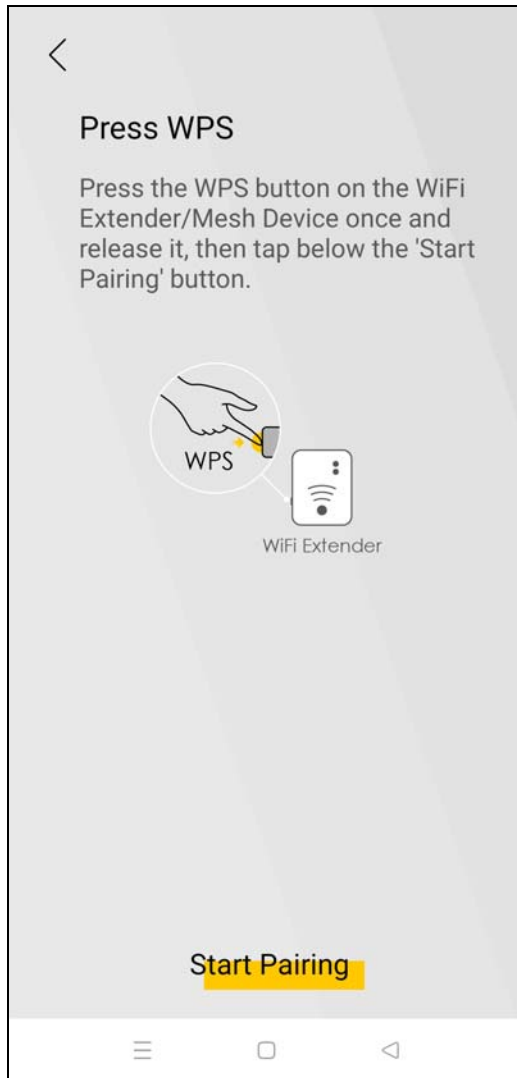 Press WPS
Press the WPS button on the WiFi
Extender/Mesh Device once and
release it, then tap below the 'Start
Pairing' button.
WPS
WiFi Extender
Start Pairing